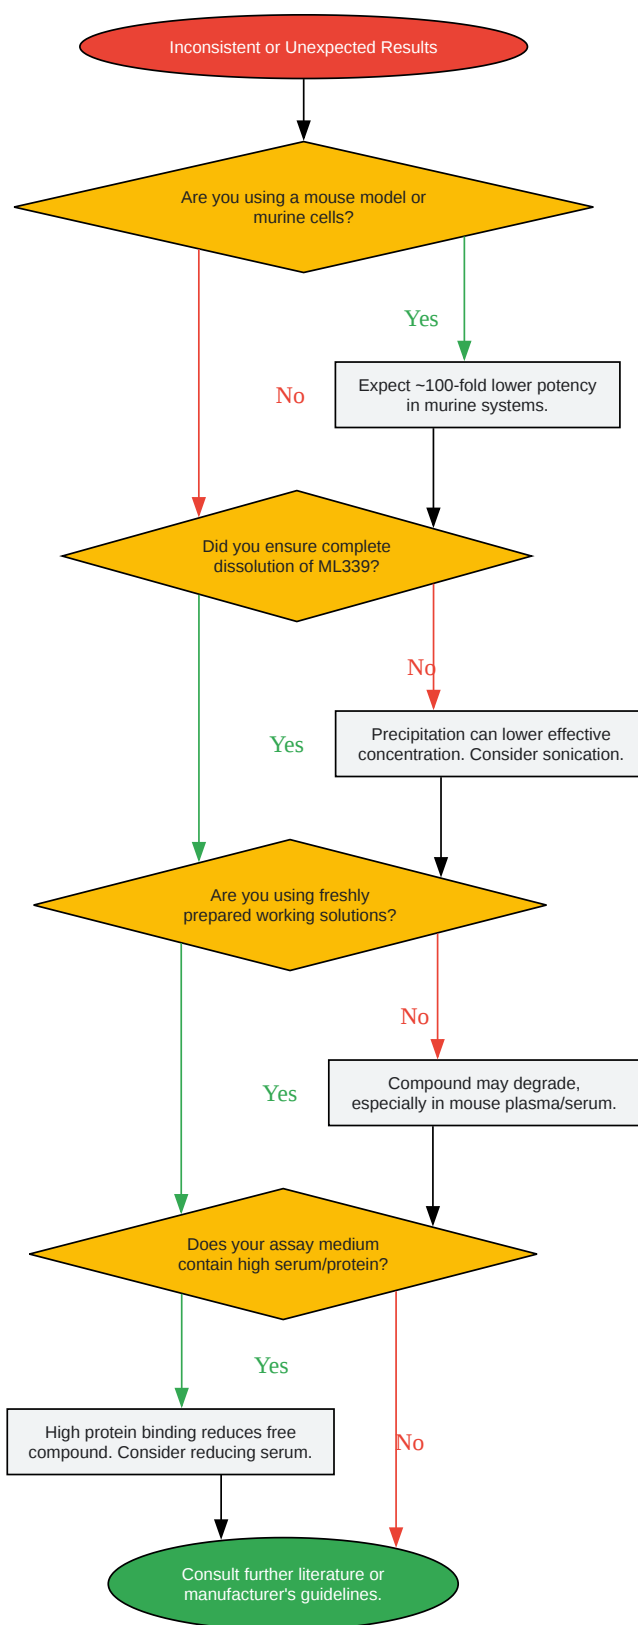 Inconsistent or Unexpected Results
Are you using a mouse model or
murine cells?
Yes
Expect ~100-fold lower potency
in murine systems.
No
Did you ensure complete
dissolution of ML339?
No
Precipitation can lower effective
concentration. Consider sonication.
Yes
Are you using freshly
prepared working solutions?
No
Compound may degrade,
especially in mouse plasma/serum.
Yes
Does your assay medium
contain high serum/protein?
Yes
High protein binding reduces free
compound. Consider reducing serum.
No
Consult further literature or
manufacturer's guidelines.